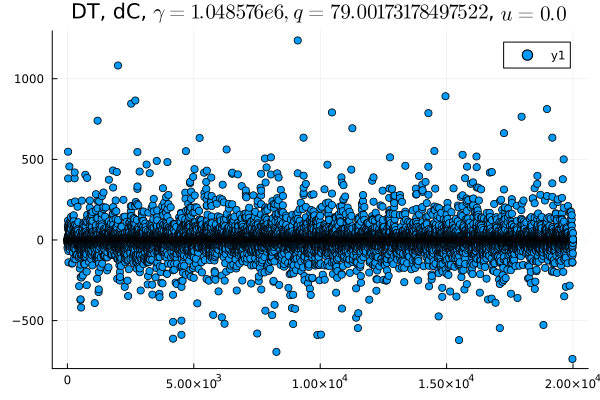 DT, dC, γ = 1.048576e6, q = 79.00173178497522, u = 0.0
y1
1000
500
0
−500
0 5.00×10³ 1.00×10⁴ 1.50×10⁴ 2.00×10⁴